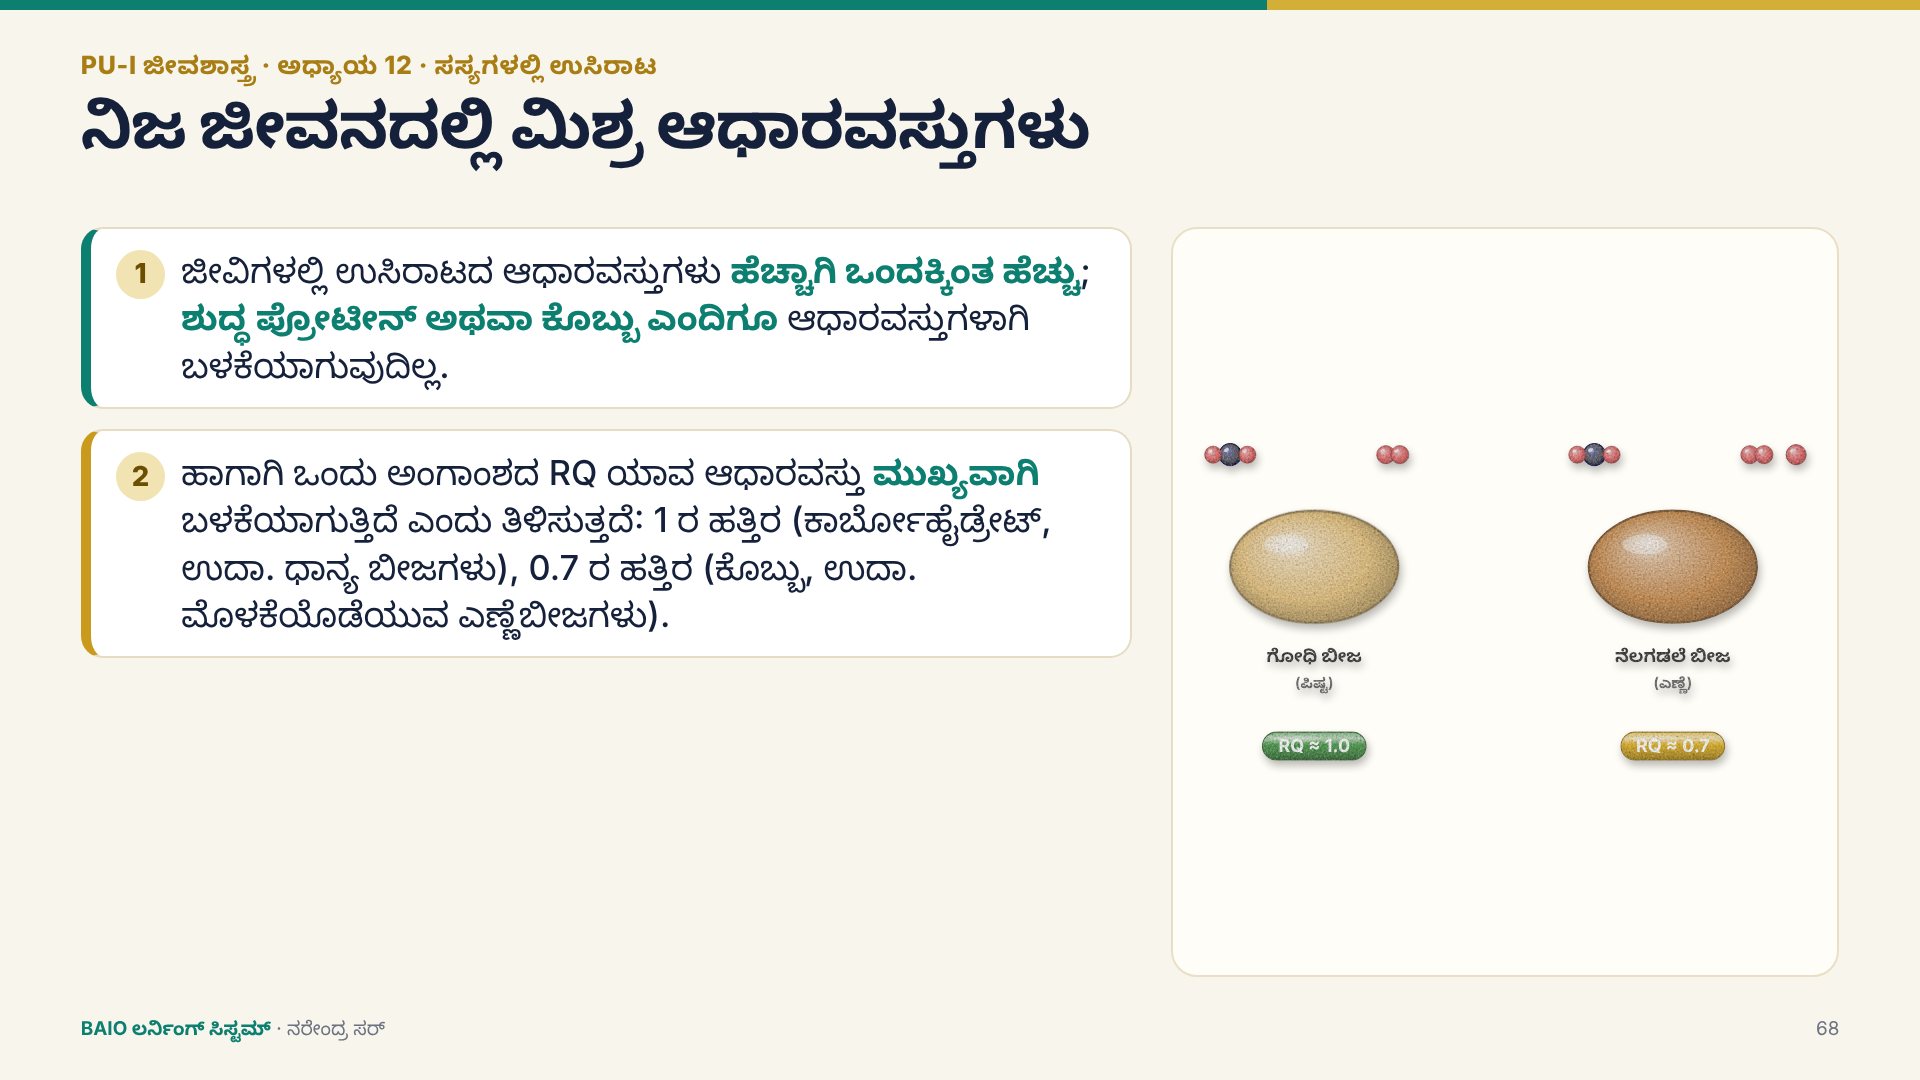 PU-I ಜೀವಶಾಸ್ತ್ರ · ಅಧ್ಯಾಯ 12 · ಸಸ್ಯಗಳಲ್ಲಿ ಉಸಿರಾಟ
ನಿಜ ಜೀವನದಲ್ಲಿ ಮಿಶ್ರ ಆಧಾರವಸ್ತುಗಳು
1 ಜೀವಿಗಳಲ್ಲಿ ಉಸಿರಾಟದ ಆಧಾರವಸ್ತುಗಳು ಹೆಚ್ಚಾಗಿ ಒಂದಕ್ಕಿಂತ ಹೆಚ್ಚು;
ಶುದ್ಧ ಪ್ರೋಟೀನ್ ಅಥವಾ ಕೊಬ್ಬು ಎಂದಿಗೂ ಆಧಾರವಸ್ತುಗಳಾಗಿ
ಬಳಕೆಯಾಗುವುದಿಲ್ಲ.
2 ಹಾಗಾಗಿ ಒಂದು ಅಂಗಾಂಶದ RQ ಯಾವ ಆಧಾರವಸ್ತು ಮುಖ್ಯವಾಗಿ
ಬಳಕೆಯಾಗುತ್ತಿದೆ ಎಂದು ತಿಳಿಸುತ್ತದೆ: 1 ರ ಹತ್ತಿರ (ಕಾರ್ಬೋಹೈಡ್ರೇಟ್,
ಉದಾ. ಧಾನ್ಯ ಬೀಜಗಳು), 0.7 ರ ಹತ್ತಿರ (ಕೊಬ್ಬು, ಉದಾ.
ಮೊಳಕೆಯೊಡೆಯುವ ಎಣ್ಣೆಬೀಜಗಳು).
ಗೋಧಿ ಬೀಜ
(ಪಿಷ್ಟ)
RQ ≈ 1.0
ನೆಲಗಡಲೆ ಬೀಜ
(ಎಣ್ಣೆ)
RQ ≈ 0.7
BAIO ಲರ್ನಿಂಗ್ ಸಿಸ್ಟಮ್ · ನರೇಂದ್ರ ಸರ್
68